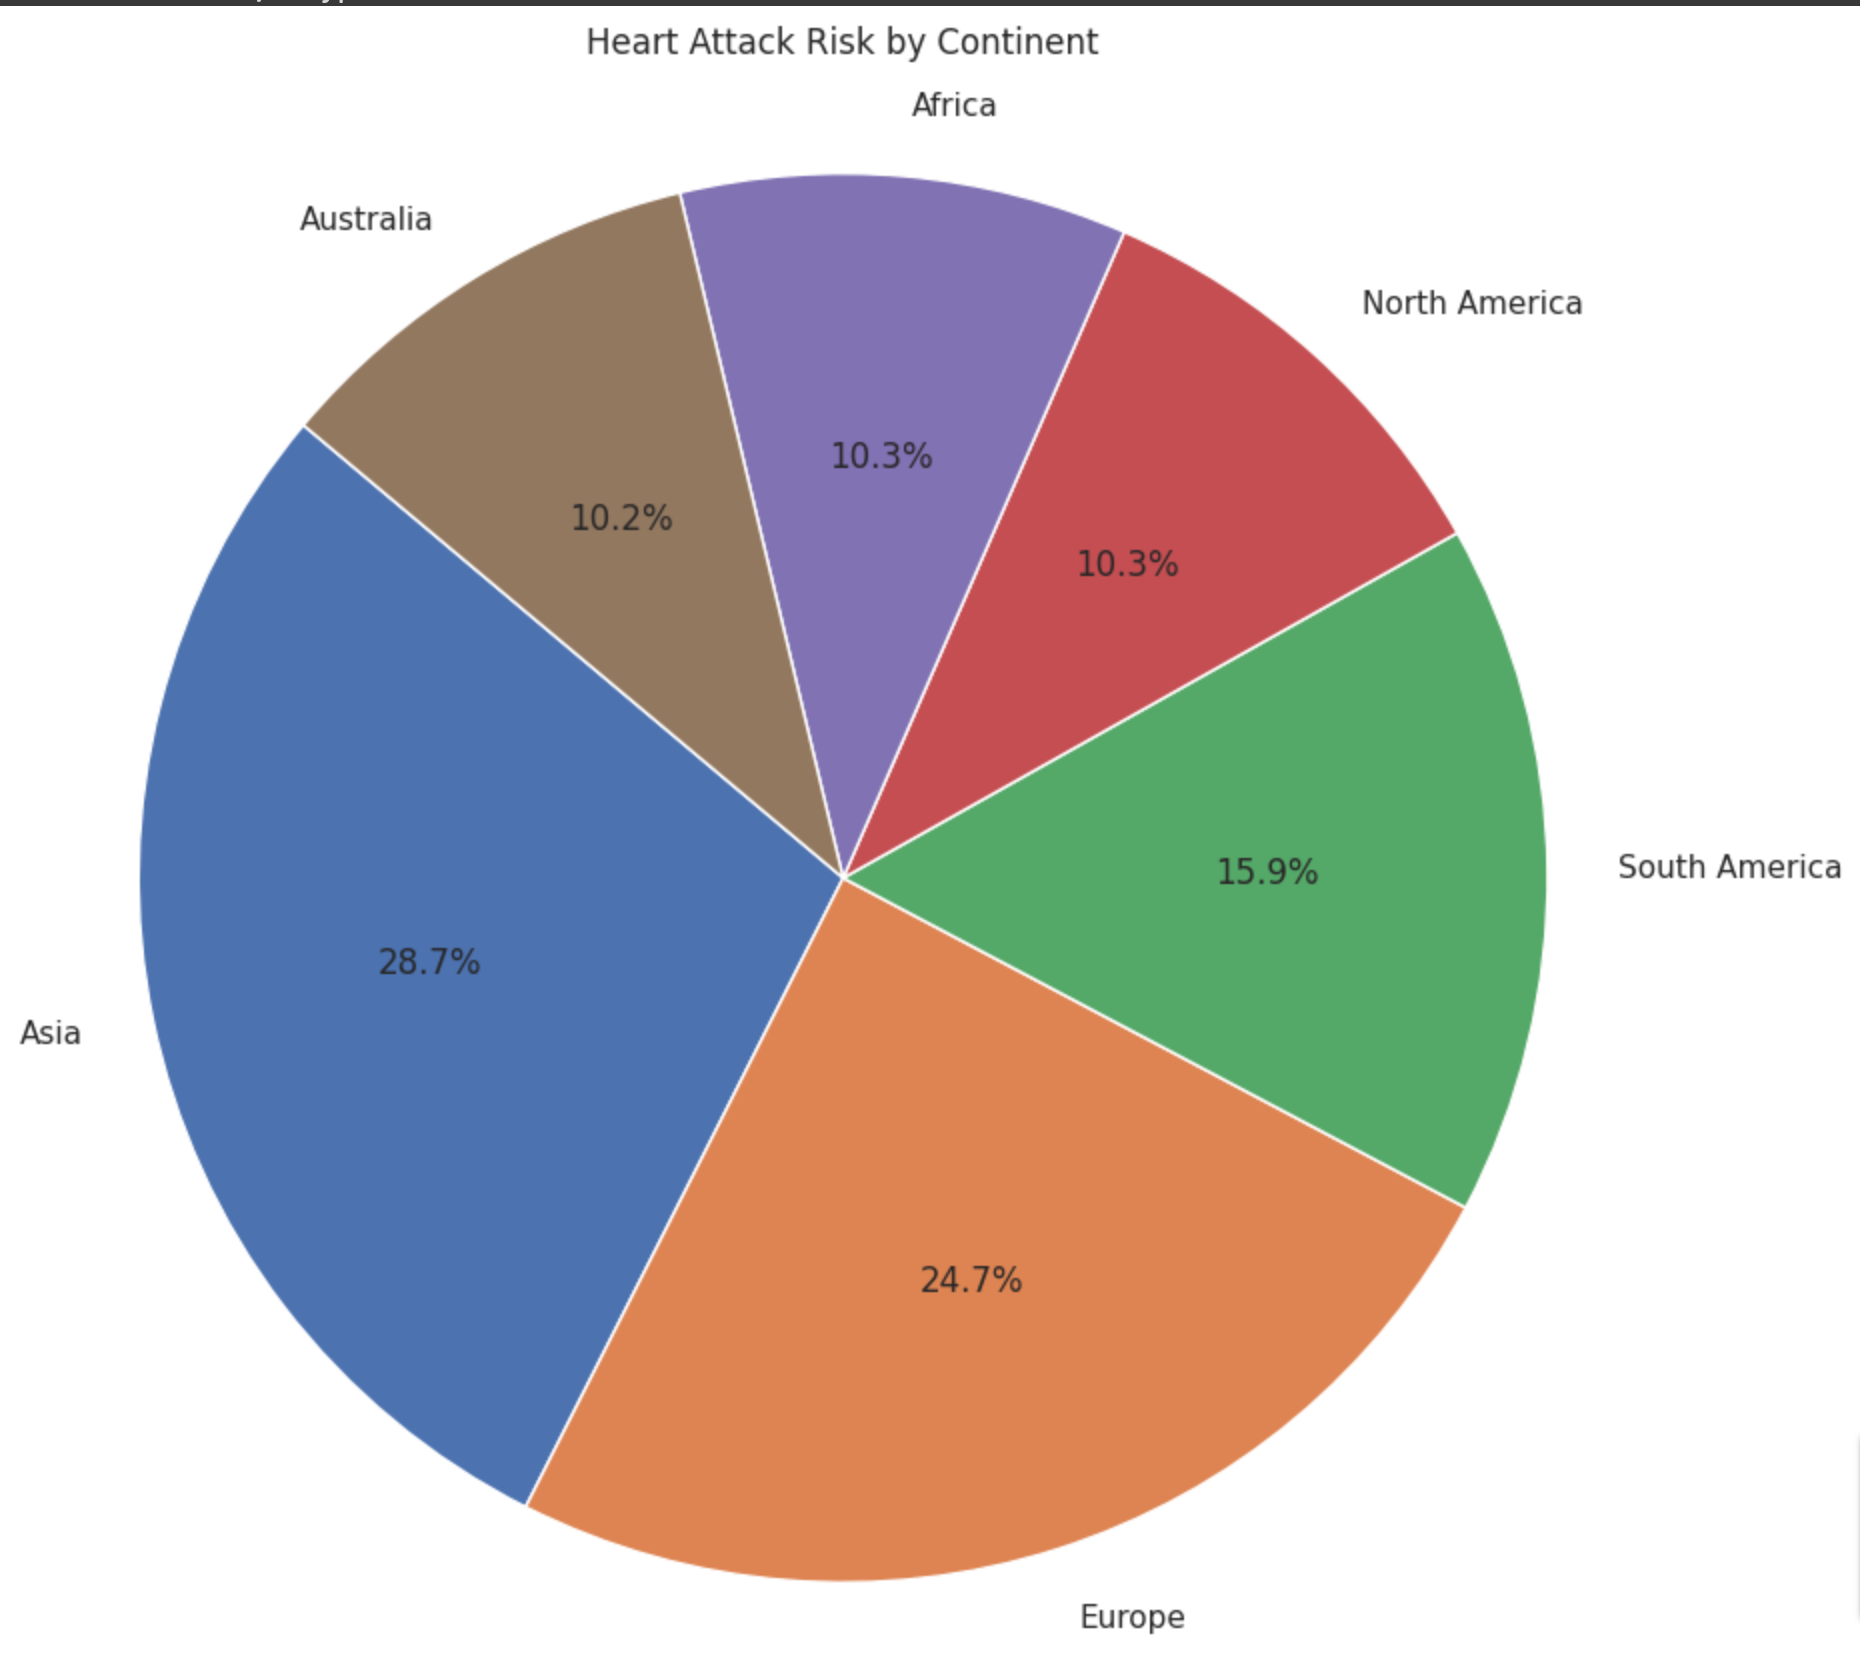 Heart Attack Risk by Continent
Africa
Australia
North America
10.3%
10.2%
10.3%
South America
15.9%
28.7%
Asia
24.7%
Europe